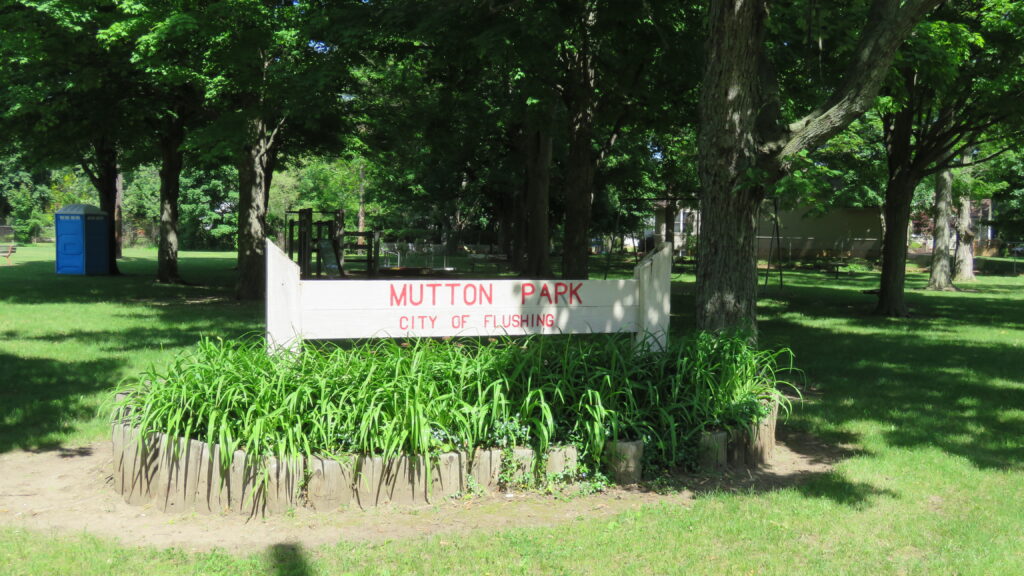 MUTTON PARK
CITY OF FLUSHING